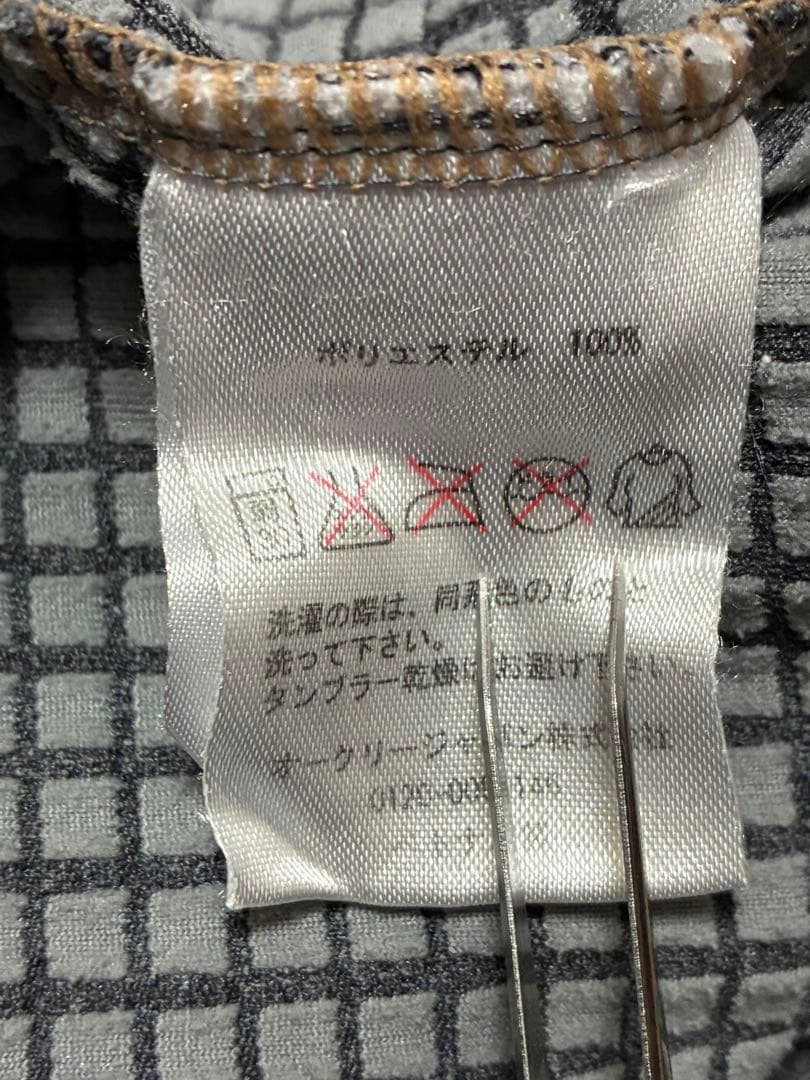 ポリエステル 100%
洗濯の際は、同系色のものと
洗って下さい。
タンブラー乾燥はお避け下さい。
オークリージャパン株式会社